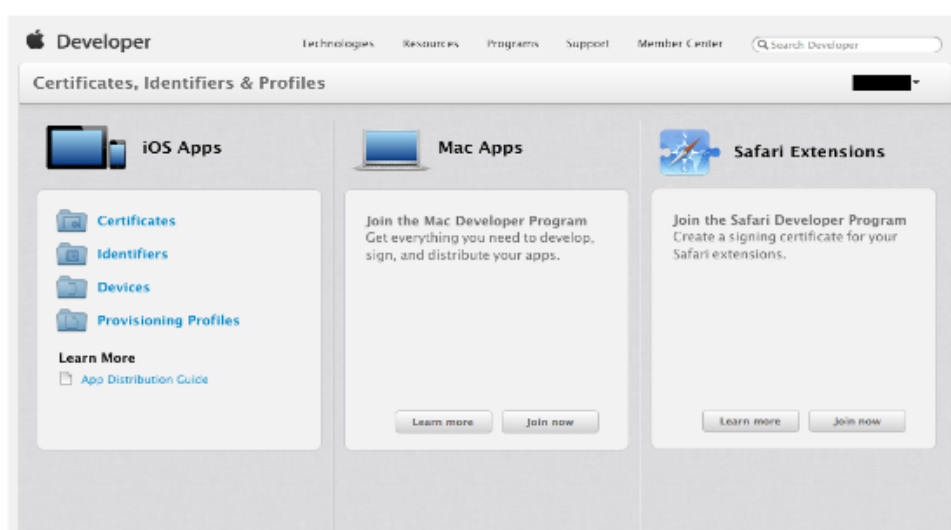 Developer
Technologies Resources Programs Support Member Center Search Developer
Certificates, Identifiers & Profiles
iOS Apps
Certificates
Identifiers
Devices
Provisioning Profiles
Learn More
App Distribution Guide
Mac Apps
Join the Mac Developer Program
Get everything you need to develop,
sign, and distribute your apps.
Learn more Join now
Safari Extensions
Join the Safari Developer Program
Create a signing certificate for your
Safari extensions.
Learn more Join now